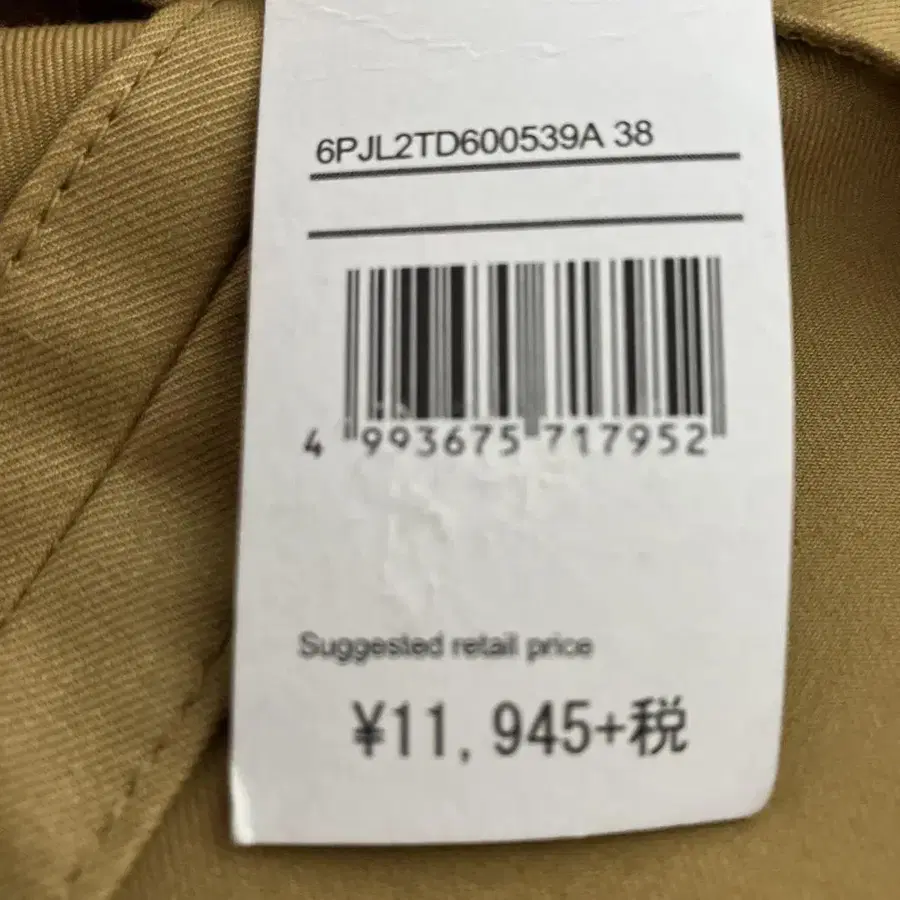 6PJL2TD600539A 38
4 993675 717952
Suggested retail price
¥11,945+税